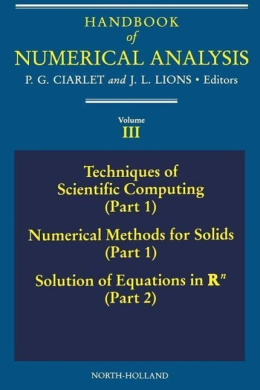 HANDBOOK
of
NUMERICAL ANALYSIS
P. G. CIARLET and J. L. LIONS • Editors
Volume
III
Techniques of
Scientific Computing
(Part 1)
Numerical Methods for Solids
(Part 1)
Solution of Equations in ℝⁿ
(Part 2)
NORTH-HOLLAND